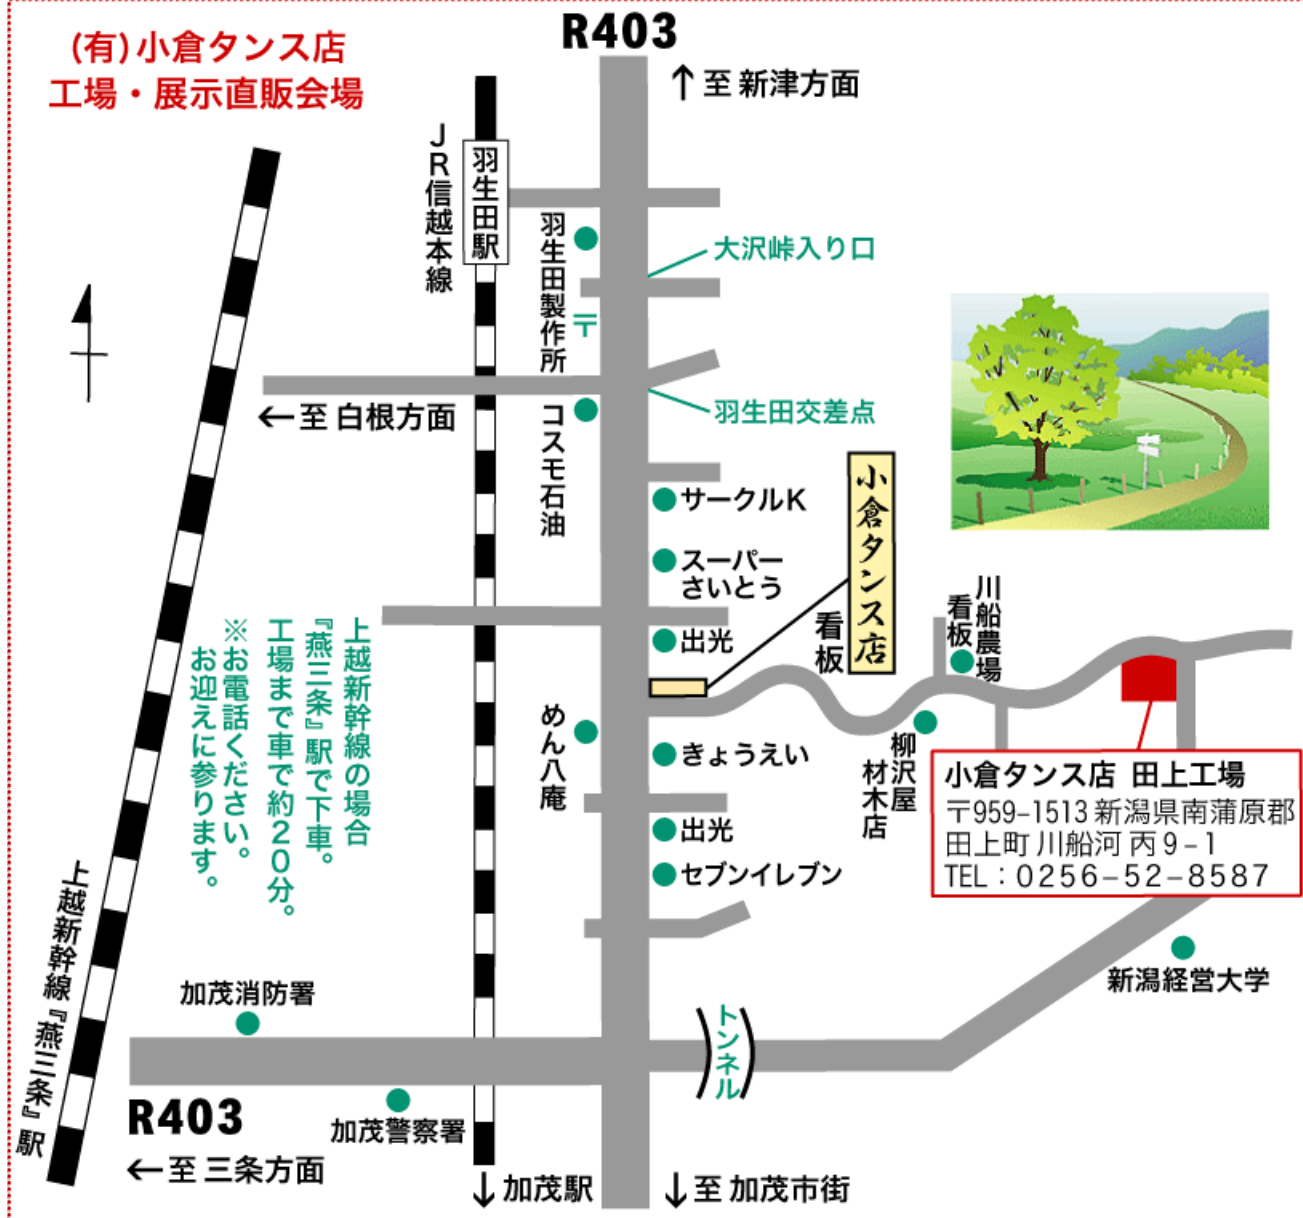 (有)小倉タンス店
工場・展示直販会場
R403
↑至 新津方面
JR信越本線
羽生田駅
羽生田製作所
大沢峠入り口
〒
←至 白根方面
羽生田交差点
コスモ石油
サークルK
スーパー
さいとう
出光
小倉タンス店
看板
川船農場
看板
めん八庵
きょうえい
柳沢屋
材木店
出光
セブンイレブン
小倉タンス店 田上工場
〒959-1513 新潟県南蒲原郡
田上町 川船河 丙9-1
TEL:0256-52-8587
上越新幹線の場合
『燕三条』駅で下車。
工場まで車で約20分。
※お電話ください。
お迎えに参ります。
上越新幹線『燕三条』駅
加茂消防署
新潟経営大学
トンネル
R403
←至 三条方面
加茂警察署
↓加茂駅
↓至 加茂市街